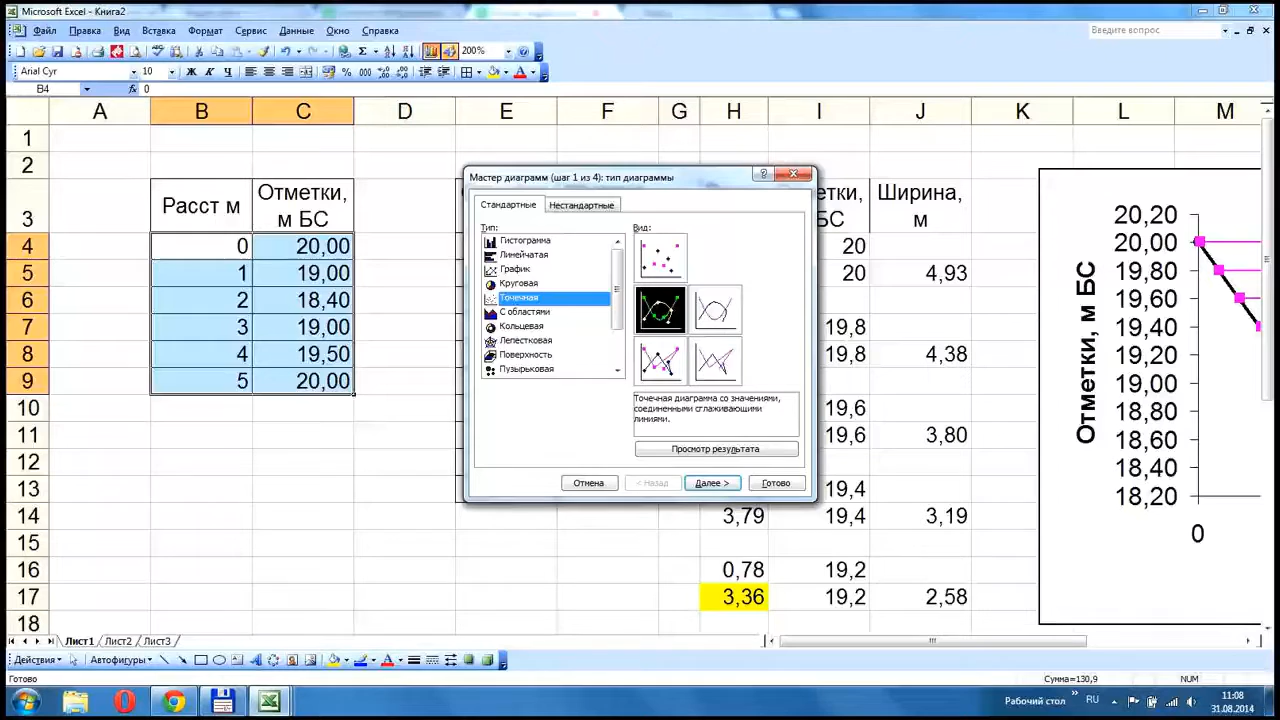 Microsoft Excel - Книга2
Файл Правка Вид Вставка Формат Сервис Данные Окно Справка
Введите вопрос
200%
Arial Cyr 10 Ж К Ч % 000
B4 fx 0
A B C D E F G H I J K L M
1
2
3 Расст м Отметки, м БС Ширина, м
4 0 20,00 20
5 1 19,00 20 4,93
6 2 18,40
7 3 19,00 19,8
8 4 19,50 19,8 4,38
9 5 20,00
10 19,6
11 19,6 3,80
12
13 19,4
14 3,79 19,4 3,19
15
16 0,78 19,2
17 3,36 19,2 2,58
18
Мастер диаграмм (шаг 1 из 4): тип диаграммы
Стандартные Нестандартные
Тип:
Гистограмма
Линейчатая
График
Круговая
Точечная
С областями
Кольцевая
Лепестковая
Поверхность
Пузырьковая
Вид:
Точечная диаграмма со значениями,
соединенными сглаживающими
линиями.
Просмотр результата
Отмена < Назад Далее > Готово
Отметки, м БС
20,20
20,00
19,80
19,60
19,40
19,20
19,00
18,80
18,60
18,40
18,20
0
Лист1 Лист2 Лист3
Действия Автофигуры
Готово Сумма=130,9 NUM
Рабочий стол RU 11:08
31.08.2014